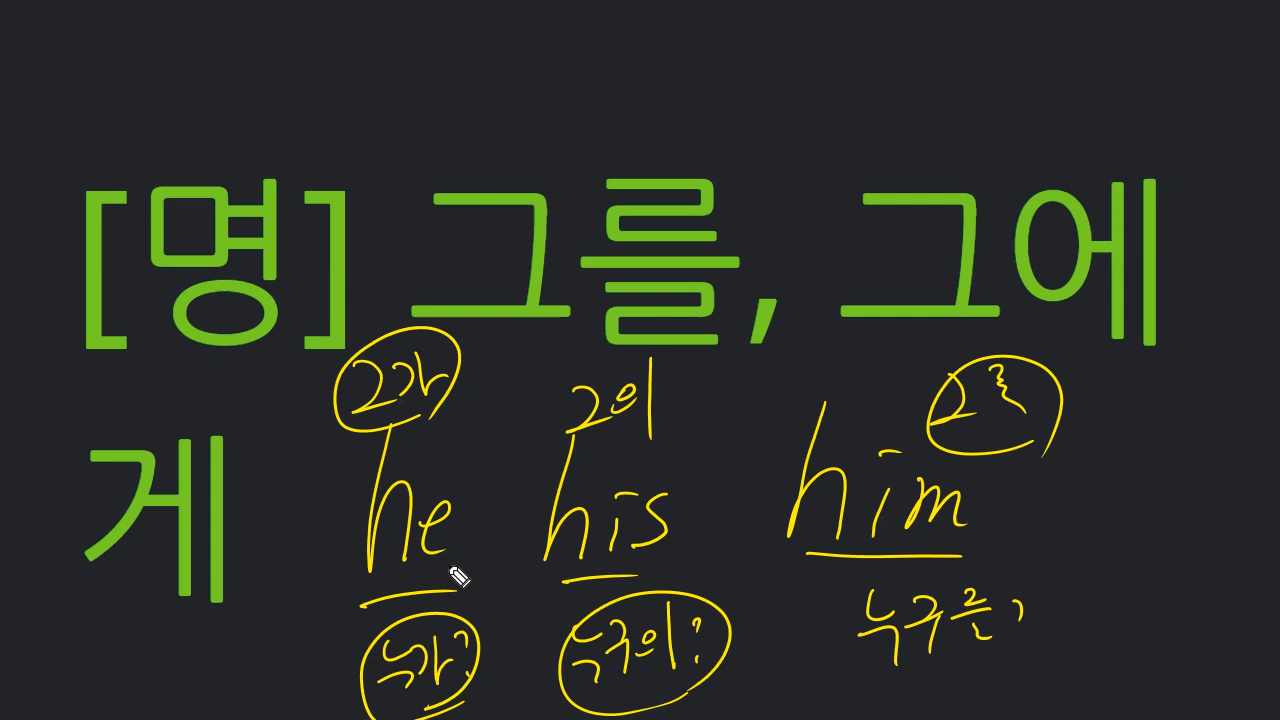 [명] 그를, 그에
게
그가 그의 그를
he his him
누가? 누구의? 누구를?